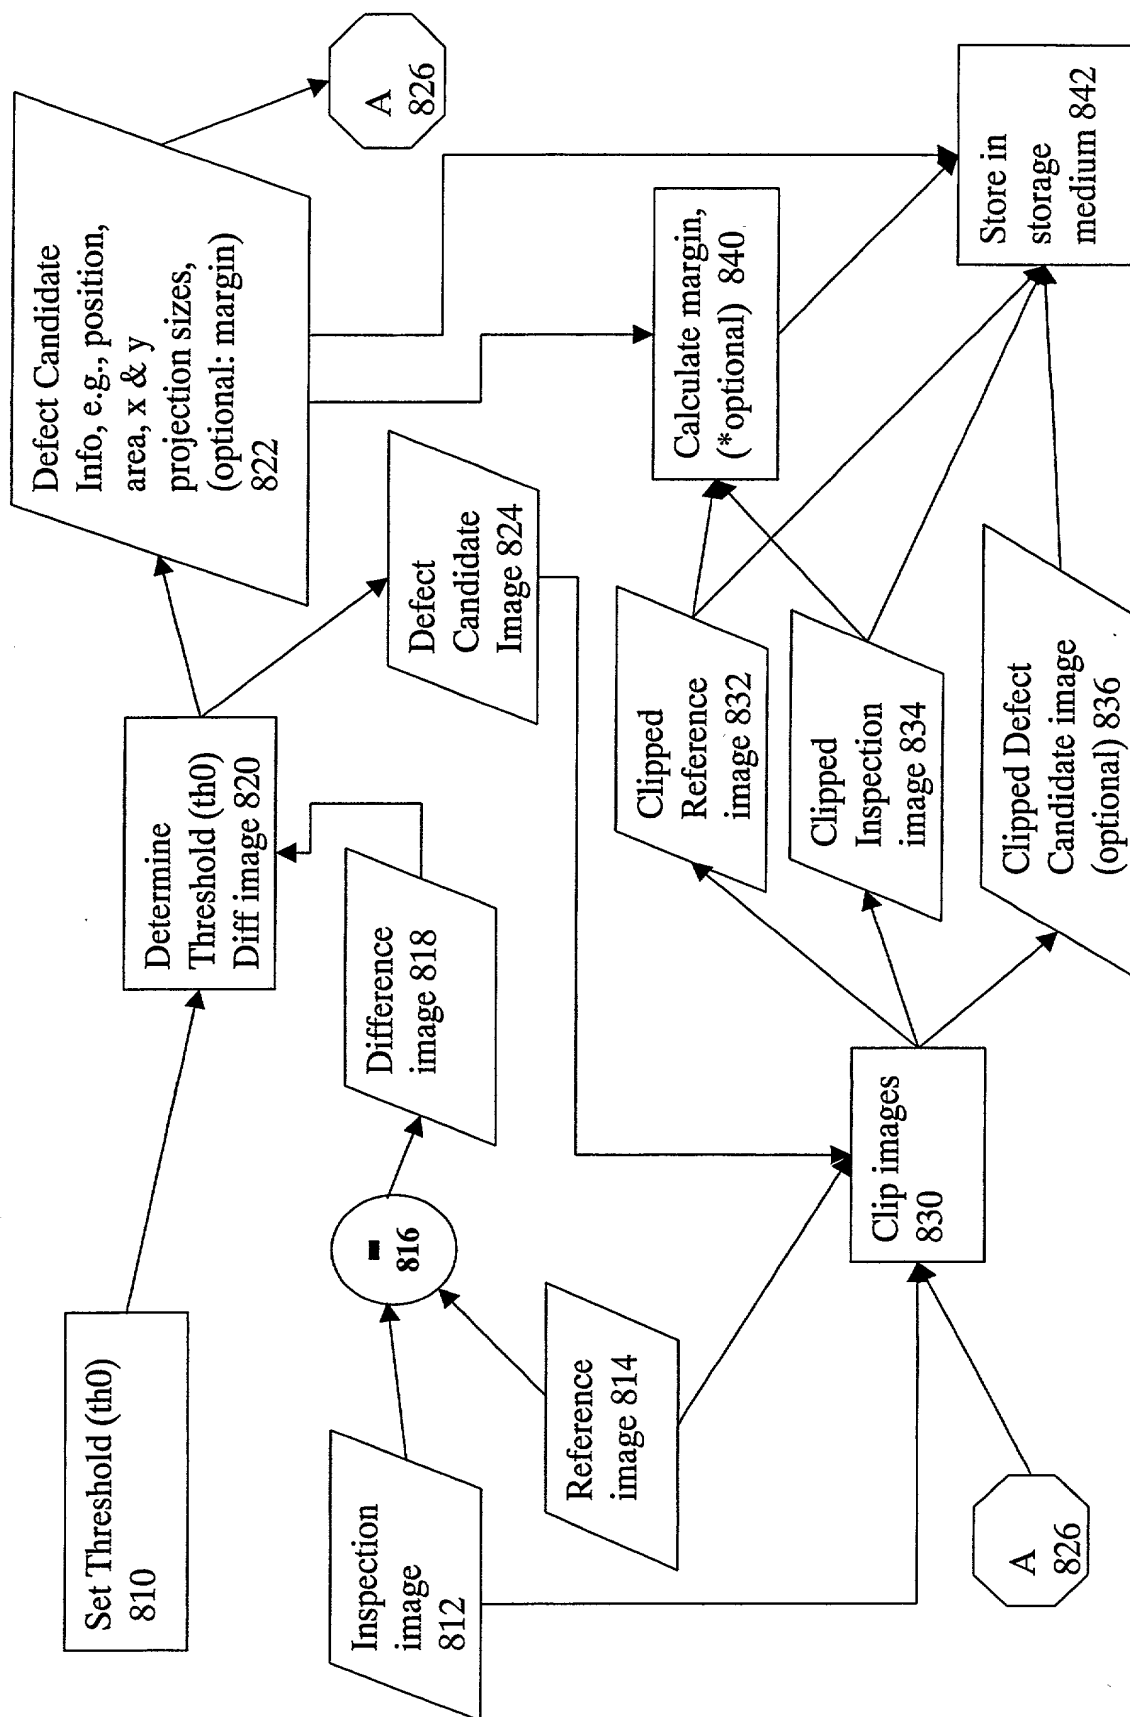 Set Threshold (th0)
810
Determine
Threshold (th0)
Diff image 820
Defect Candidate
Info, e.g., position,
area, x & y
projection sizes,
(optional: margin)
822
A
826
Inspection
image
812
-
816
Difference
image 818
Defect
Candidate
Image 824
Reference
image 814
Clipped
Reference
image 832
Calculate margin,
(*optional) 840
Clip images
830
Clipped
Inspection
image 834
A
826
Clipped Defect
Candidate image
(optional) 836
Store in
storage
medium 842